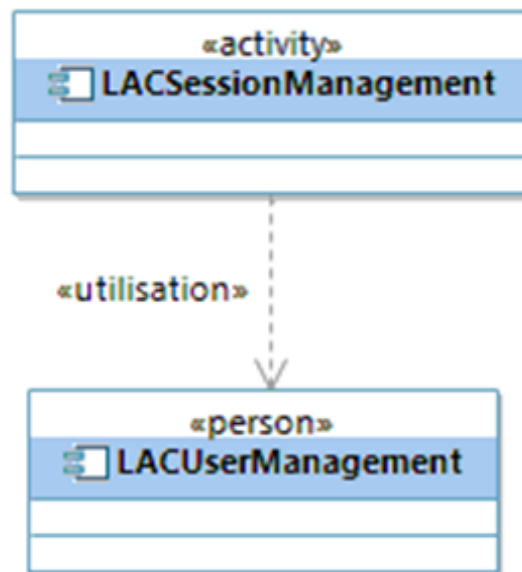 «activity»
LACSessionManagement
«utilisation»
«person»
LACUserManagement